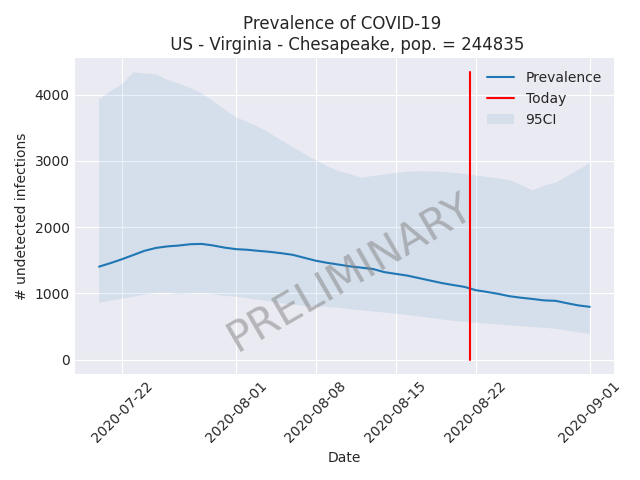 Prevalence of COVID-19
US - Virginia - Chesapeake, pop. = 244835
# undetected infections
4000
3000
2000
1000
0
Prevalence
Today
95CI
PRELIMINARY
2020-07-22
2020-08-01
2020-08-08
2020-08-15
2020-08-22
2020-09-01
Date